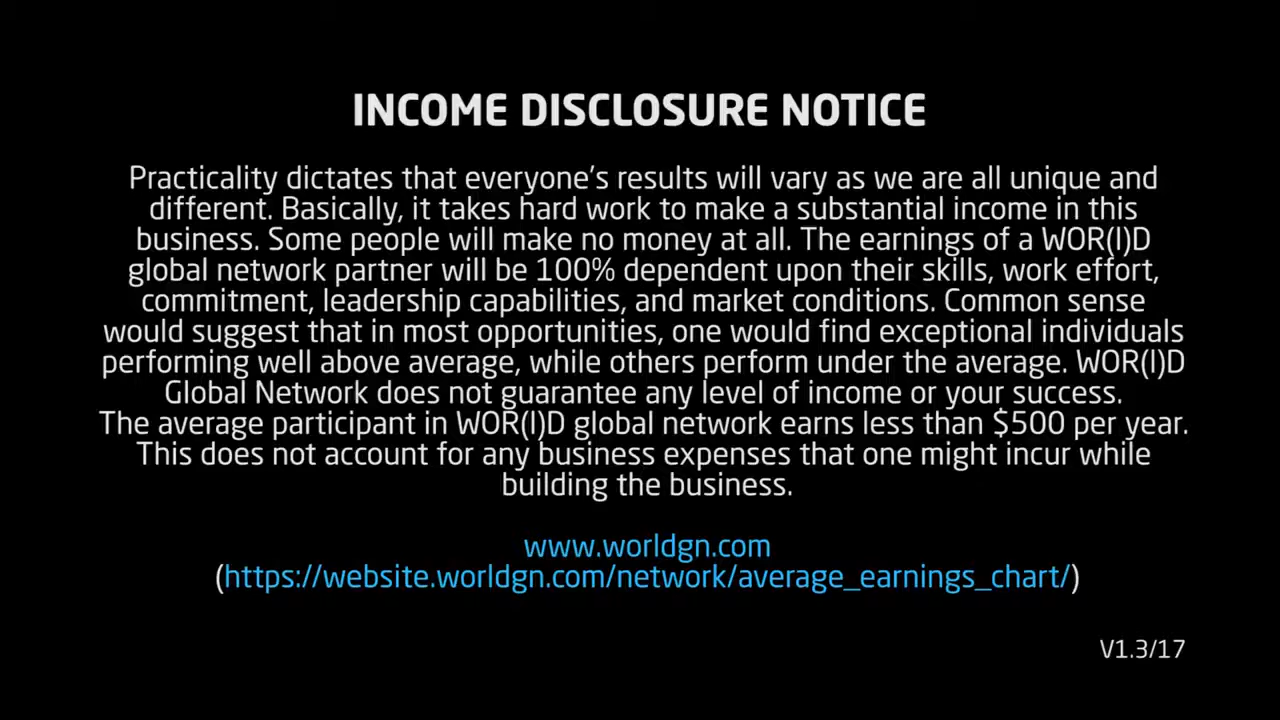 INCOME DISCLOSURE NOTICE
Practicality dictates that everyone's results will vary as we are all unique and
different. Basically, it takes hard work to make a substantial income in this
business. Some people will make no money at all. The earnings of a WOR(I)D
global network partner will be 100% dependent upon their skills, work effort,
commitment, leadership capabilities, and market conditions. Common sense
would suggest that in most opportunities, one would find exceptional individuals
performing well above average, while others perform under the average. WOR(I)D
Global Network does not guarantee any level of income or your success.
The average participant in WOR(I)D global network earns less than $500 per year.
This does not account for any business expenses that one might incur while
building the business.
www.worldgn.com
(https://website.worldgn.com/network/average_earnings_chart/)
V1.3/17